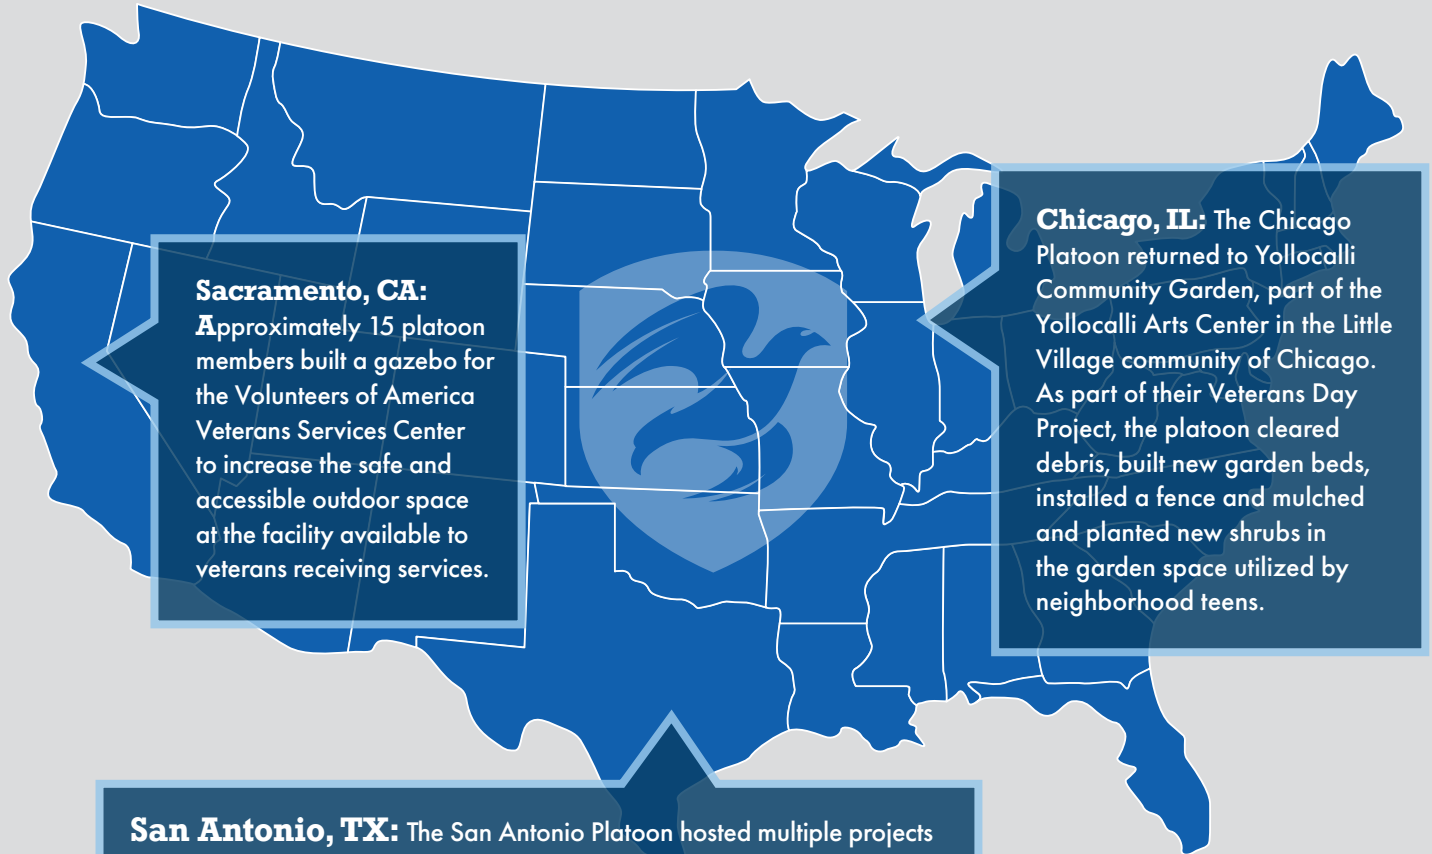 Sacramento, CA:
Approximately 15 platoon
members built a gazebo for
the Volunteers of America
Veterans Services Center
to increase the safe and
accessible outdoor space
at the facility available to
veterans receiving services.
Chicago, IL: The Chicago
Platoon returned to Yollocalli
Community Garden, part of the
Yollocalli Arts Center in the Little
Village community of Chicago.
As part of their Veterans Day
Project, the platoon cleared
debris, built new garden beds,
installed a fence and mulched
and planted new shrubs in
the garden space utilized by
neighborhood teens.
San Antonio, TX: The San Antonio Platoon hosted multiple projects